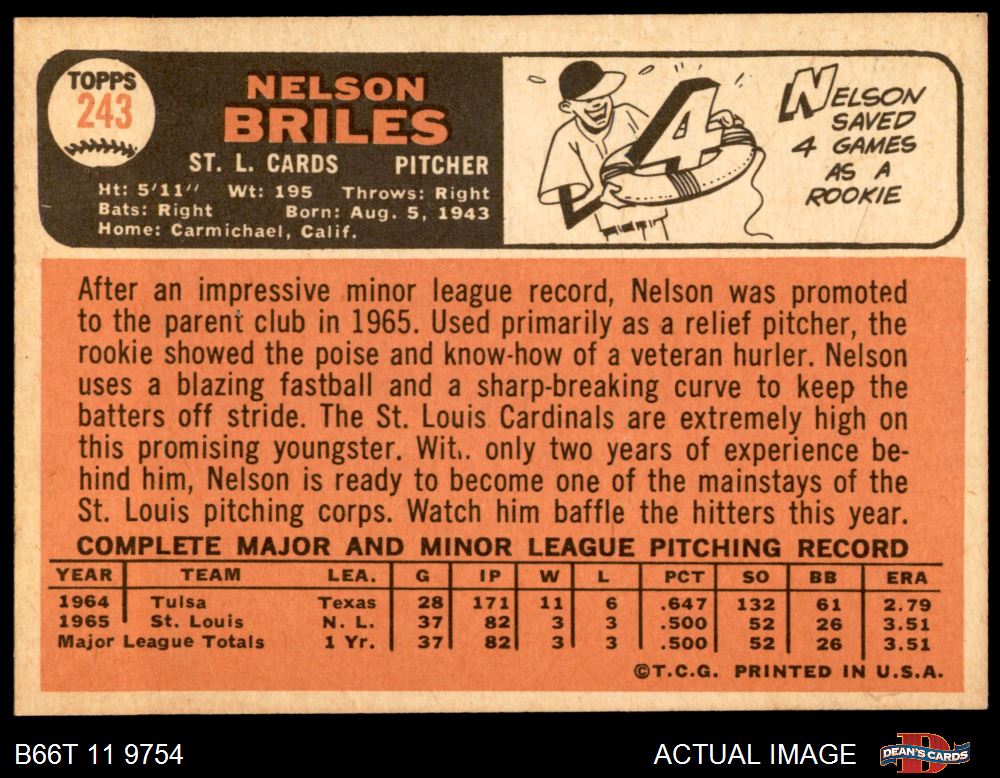 TOPPS
243
NELSON
BRILES
ST. L. CARDS PITCHER
Ht: 5'11" Wt: 195 Throws: Right
Bats: Right Born: Aug. 5, 1943
Home: Carmichael, Calif.
4
NELSON
SAVED
4 GAMES
AS A
ROOKIE
After an impressive minor league record, Nelson was promoted
to the parent club in 1965. Used primarily as a relief pitcher, the
rookie showed the poise and know-how of a veteran hurler. Nelson
uses a blazing fastball and a sharp-breaking curve to keep the
batters off stride. The St. Louis Cardinals are extremely high on
this promising youngster. Wit.. only two years of experience be-
hind him, Nelson is ready to become one of the mainstays of the
St. Louis pitching corps. Watch him baffle the hitters this year.
COMPLETE MAJOR AND MINOR LEAGUE PITCHING RECORD
YEAR TEAM LEA. G IP W L PCT SO BB ERA
1964 Tulsa Texas 28 171 11 6 .647 132 61 2.79
1965 St. Louis N. L. 37 82 3 3 .500 52 26 3.51
Major League Totals 1 Yr. 37 82 3 3 .500 52 26 3.51
©T.C.G. PRINTED IN U.S.A.
B66T 11 9754 ACTUAL IMAGE DEAN'S CARDS